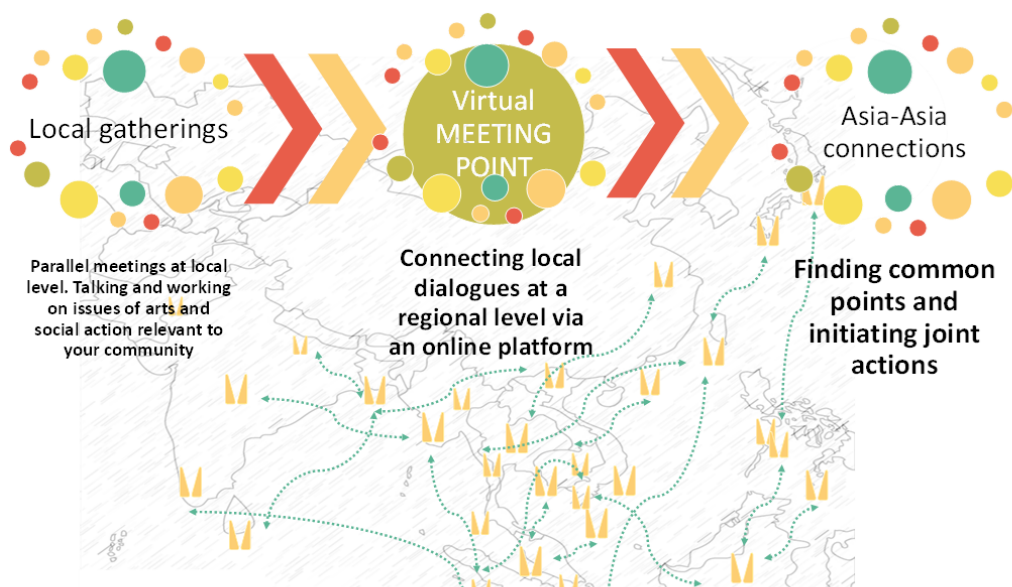 Local gatherings
Parallel meetings at local
level. Talking and working
on issues of arts and
social action relevant to
your community
Virtual
MEETING
POINT
Connecting local
dialogues at a
regional level via
an online platform
Asia-Asia
connections
Finding common
points and
initiating joint
actions